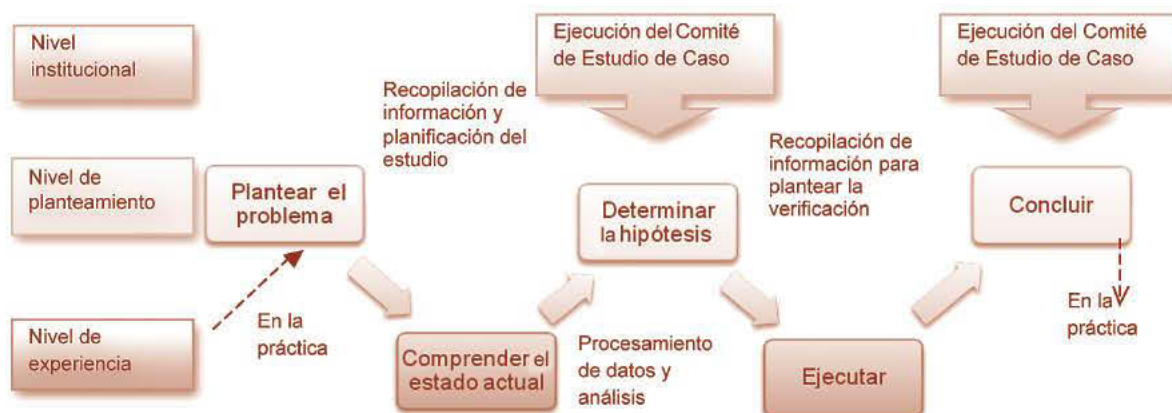 Nivel
institucional
Ejecución del Comité
de Estudio de Caso
Ejecución del Comité
de Estudio de Caso
Recopilación de
información y
planificación del
estudio
Recopilación de
información para
plantear la
verificación
Nivel de
planteamiento
Plantear el
problema
Determinar
la hipótesis
Concluir
Nivel de
experiencia
En la
práctica
Comprender el
estado actual
Procesamiento
de datos y
análisis
Ejecutar
En la
práctica